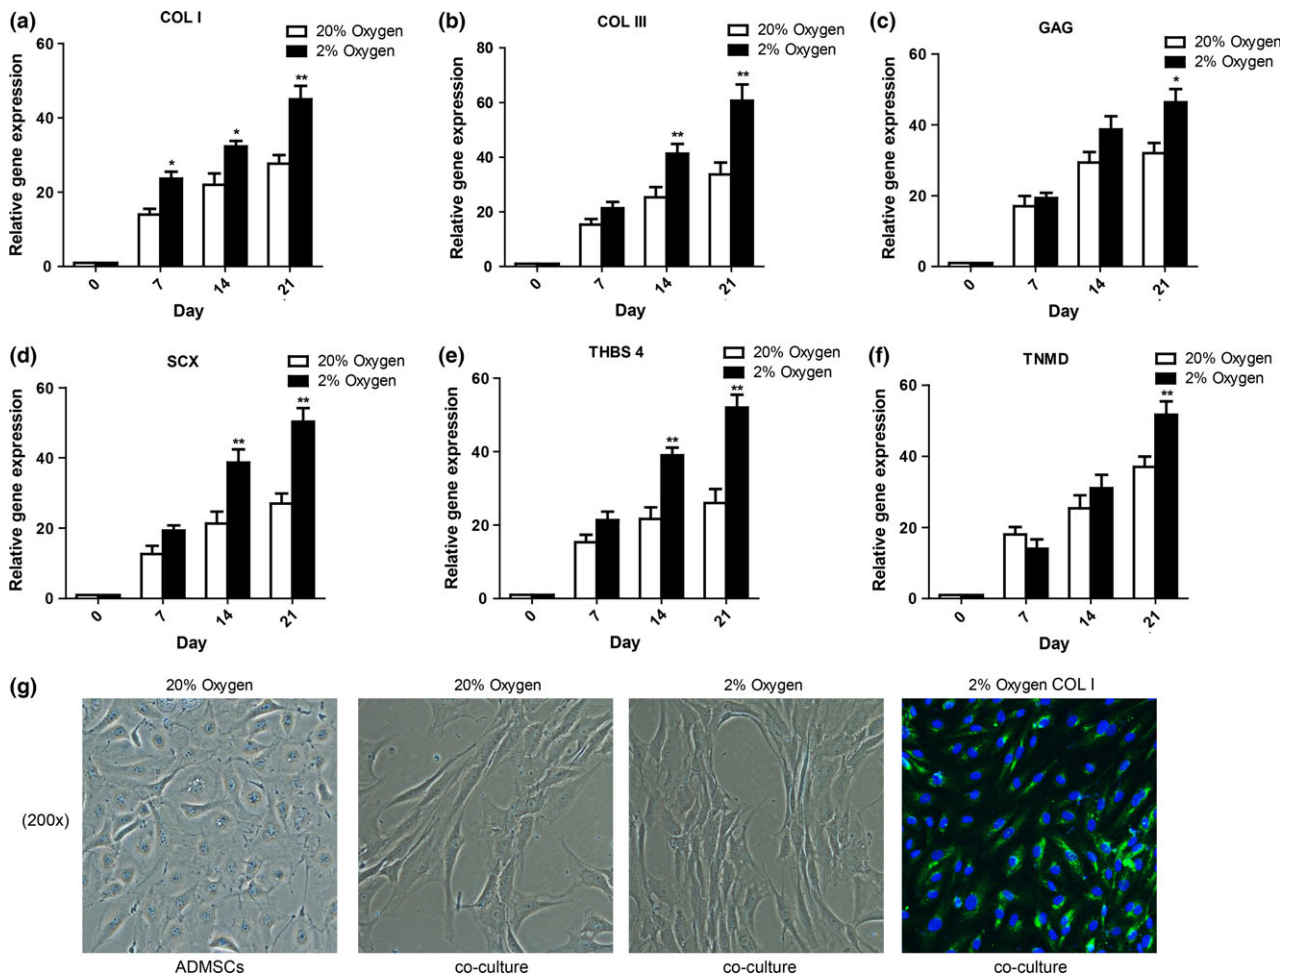 (a)
COL I
20% Oxygen
2% Oxygen
Relative gene expression
60
40
20
0
*
*
**
0
7
14
21
Day
(b)
COL III
20% Oxygen
2% Oxygen
Relative gene expression
80
60
40
20
0
**
**
0
7
14
21
Day
(c)
GAG
20% Oxygen
2% Oxygen
Relative gene expression
60
40
20
0
*
0
7
14
21
Day
(d)
SCX
20% Oxygen
2% Oxygen
Relative gene expression
60
40
20
0
**
**
0
7
14
21
Day
(e)
THBS 4
20% Oxygen
2% Oxygen
Relative gene expression
60
40
20
0
**
**
0
7
14
21
Day
(f)
TNMD
20% Oxygen
2% Oxygen
Relative gene expression
60
40
20
0
**
0
7
14
21
Day
(g)
20% Oxygen
20% Oxygen
2% Oxygen
2% Oxygen COL I
(200x)
ADMSCs
co-culture
co-culture
co-culture